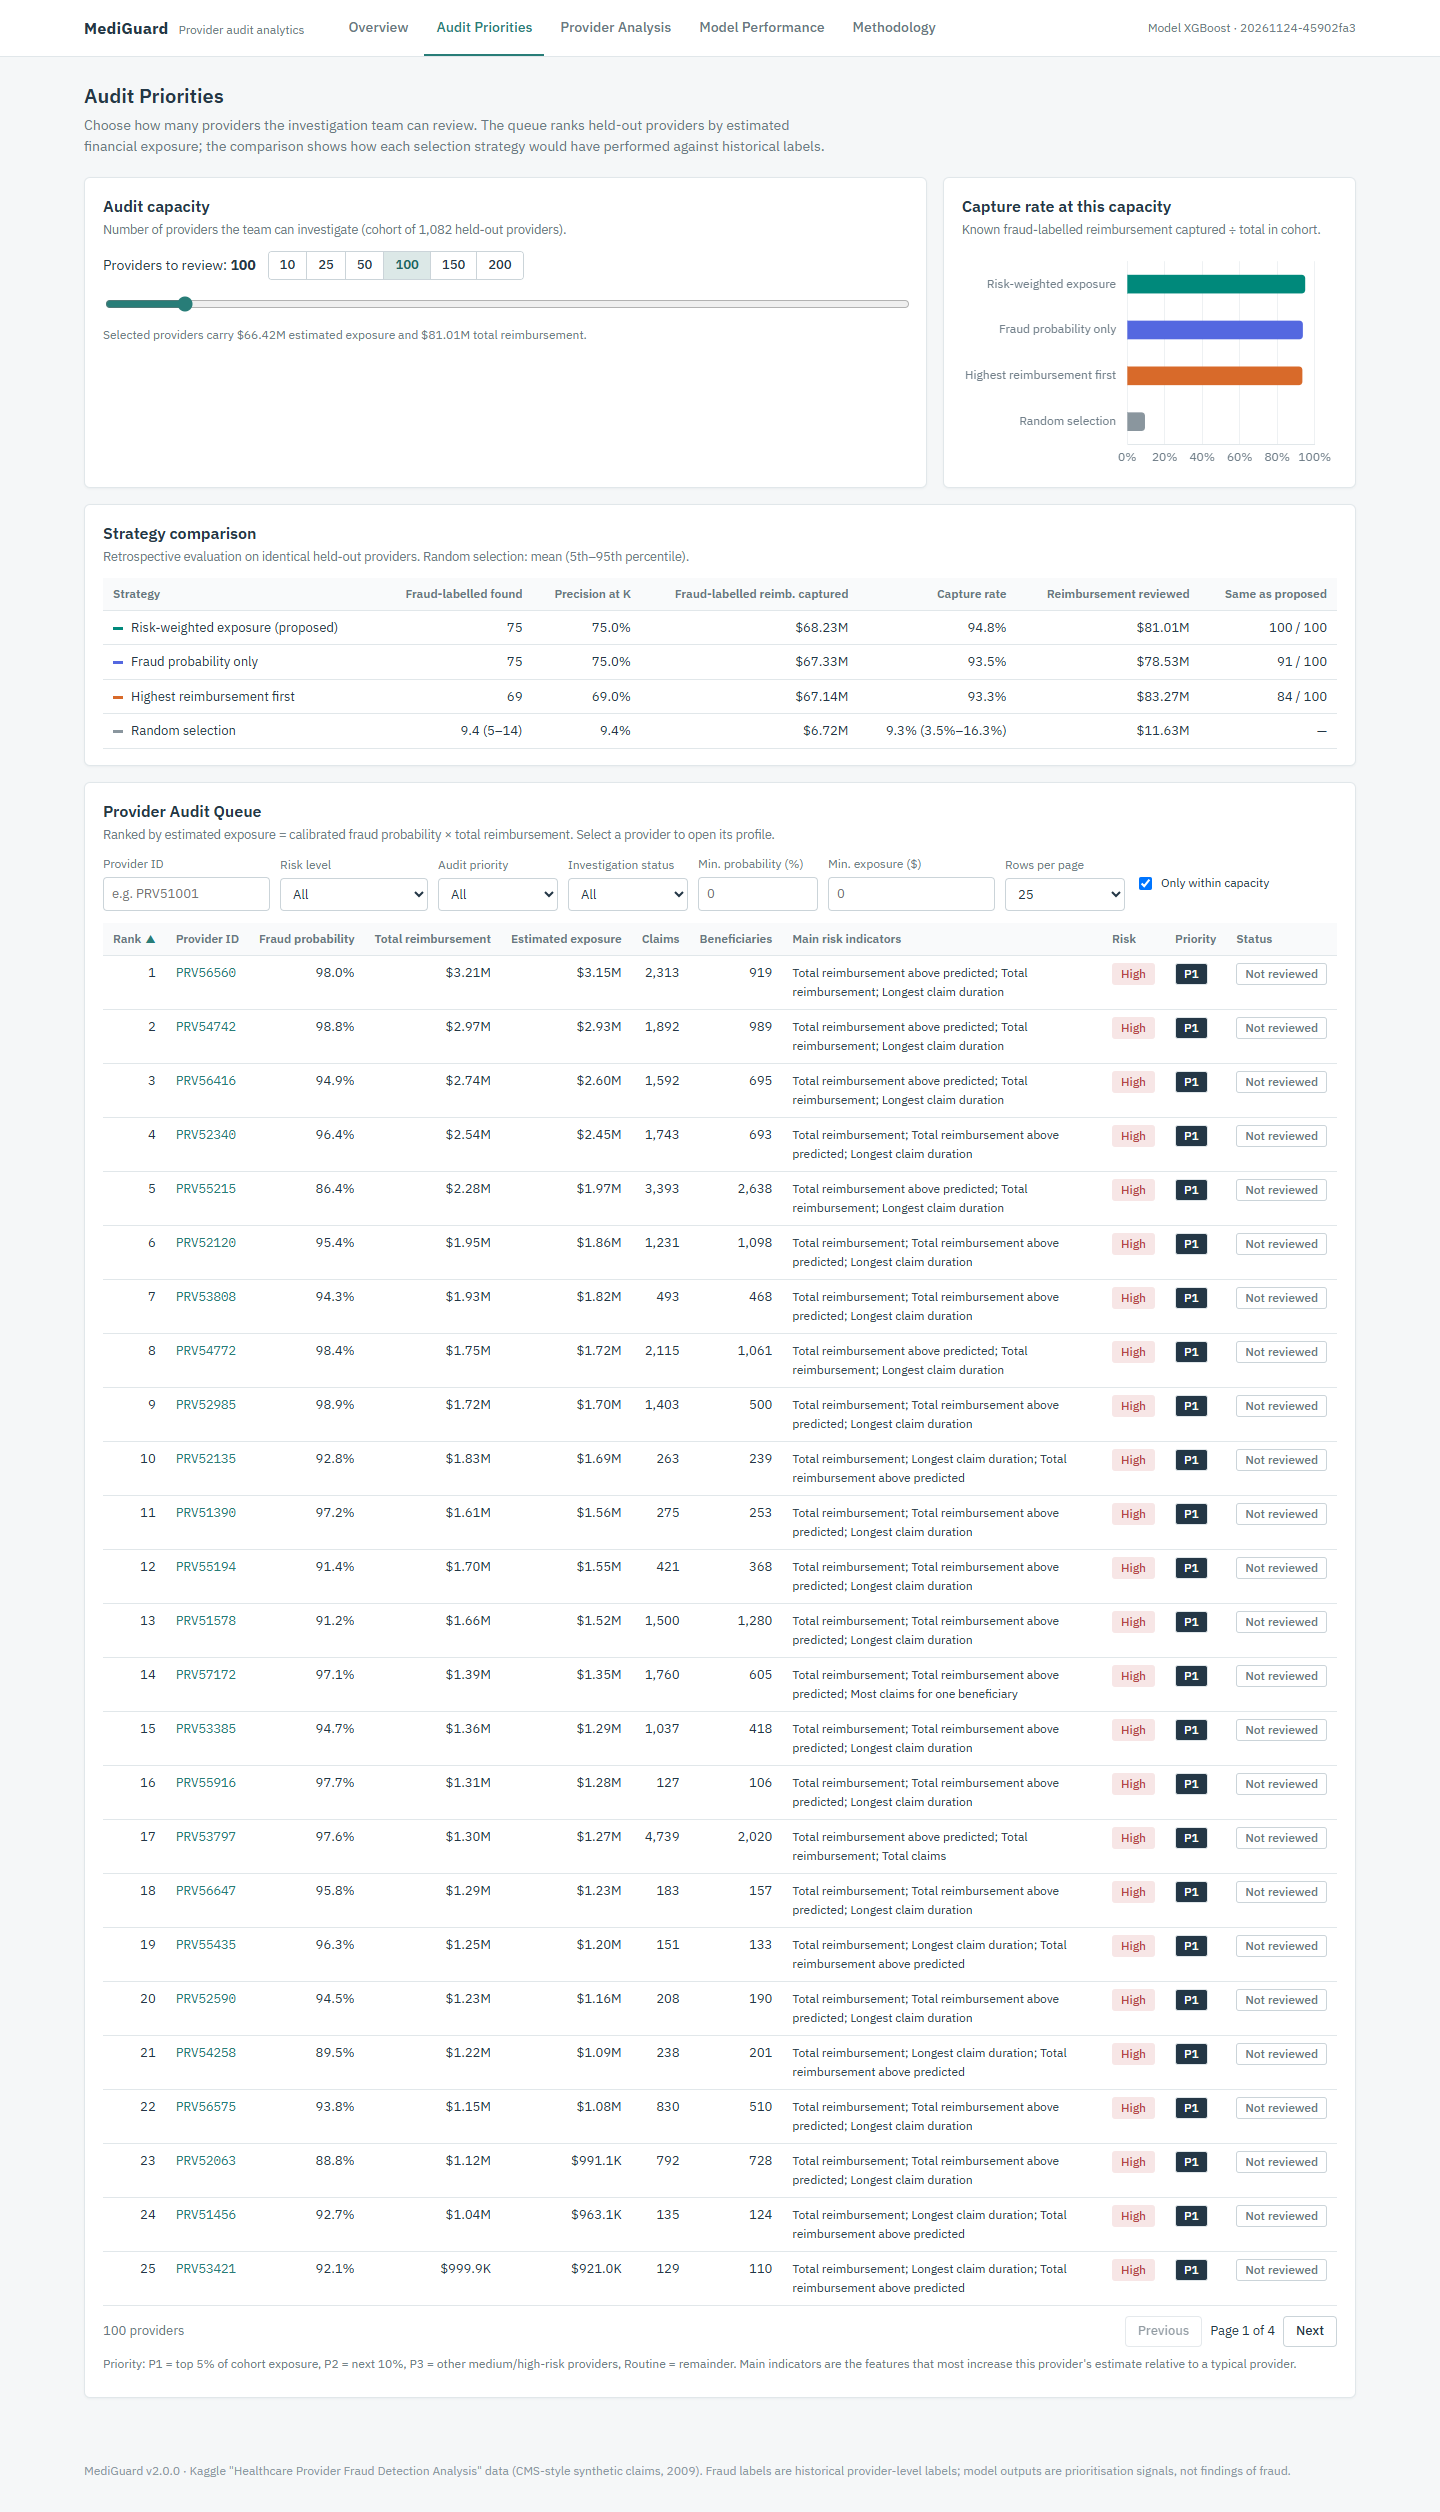 MediGuard Provider audit analytics Overview Audit Priorities Provider Analysis Model Performance Methodology Model XGBoost · 20261124-45902fa3
Audit Priorities
Choose how many providers the investigation team can review. The queue ranks held-out providers by estimated
financial exposure; the comparison shows how each selection strategy would have performed against historical labels.
Audit capacity
Number of providers the team can investigate (cohort of 1,082 held-out providers).
Providers to review: 100 10 25 50 100 150 200
Selected providers carry $66.42M estimated exposure and $81.01M total reimbursement.
Capture rate at this capacity
Known fraud-labelled reimbursement captured ÷ total in cohort.
Risk-weighted exposure
Fraud probability only
Highest reimbursement first
Random selection
0% 20% 40% 60% 80% 100%
Strategy comparison
Retrospective evaluation on identical held-out providers. Random selection: mean (5th–95th percentile).
Strategy Fraud-labelled found Precision at K Fraud-labelled reimb. captured Capture rate Reimbursement reviewed Same as proposed
Risk-weighted exposure (proposed) 75 75.0% $68.23M 94.8% $81.01M 100 / 100
Fraud probability only 75 75.0% $67.33M 93.5% $78.53M 91 / 100
Highest reimbursement first 69 69.0% $67.14M 93.3% $83.27M 84 / 100
Random selection 9.4 (5–14) 9.4% $6.72M 9.3% (3.5%–16.3%) $11.63M —
Provider Audit Queue
Ranked by estimated exposure = calibrated fraud probability × total reimbursement. Select a provider to open its profile.
Provider ID Risk level Audit priority Investigation status Min. probability (%) Min. exposure ($) Rows per page
e.g. PRV51001 All All All 0 0 25 Only within capacity
Rank ▲ Provider ID Fraud probability Total reimbursement Estimated exposure Claims Beneficiaries Main risk indicators Risk Priority Status
1 PRV56560 98.0% $3.21M $3.15M 2,313 919 Total reimbursement above predicted; Total High P1 Not reviewed
reimbursement; Longest claim duration
2 PRV54742 98.8% $2.97M $2.93M 1,892 989 Total reimbursement above predicted; Total High P1 Not reviewed
reimbursement; Longest claim duration
3 PRV56416 94.9% $2.74M $2.60M 1,592 695 Total reimbursement above predicted; Total High P1 Not reviewed
reimbursement; Longest claim duration
4 PRV52340 96.4% $2.54M $2.45M 1,743 693 Total reimbursement; Total reimbursement above High P1 Not reviewed
predicted; Longest claim duration
5 PRV55215 86.4% $2.28M $1.97M 3,393 2,638 Total reimbursement above predicted; Total High P1 Not reviewed
reimbursement; Longest claim duration
6 PRV52120 95.4% $1.95M $1.86M 1,231 1,098 Total reimbursement; Total reimbursement above High P1 Not reviewed
predicted; Longest claim duration
7 PRV53808 94.3% $1.93M $1.82M 493 468 Total reimbursement; Total reimbursement above High P1 Not reviewed
predicted; Longest claim duration
8 PRV54772 98.4% $1.75M $1.72M 2,115 1,061 Total reimbursement above predicted; Total High P1 Not reviewed
reimbursement; Longest claim duration
9 PRV52985 98.9% $1.72M $1.70M 1,403 500 Total reimbursement; Total reimbursement above High P1 Not reviewed
predicted; Longest claim duration
10 PRV52135 92.8% $1.83M $1.69M 263 239 Total reimbursement; Longest claim duration; Total High P1 Not reviewed
reimbursement above predicted
11 PRV51390 97.2% $1.61M $1.56M 275 253 Total reimbursement; Total reimbursement above High P1 Not reviewed
predicted; Longest claim duration
12 PRV55194 91.4% $1.70M $1.55M 421 368 Total reimbursement; Total reimbursement above High P1 Not reviewed
predicted; Longest claim duration
13 PRV51578 91.2% $1.66M $1.52M 1,500 1,280 Total reimbursement; Total reimbursement above High P1 Not reviewed
predicted; Longest claim duration
14 PRV57172 97.1% $1.39M $1.35M 1,760 605 Total reimbursement; Total reimbursement above High P1 Not reviewed
predicted; Most claims for one beneficiary
15 PRV53385 94.7% $1.36M $1.29M 1,037 418 Total reimbursement; Total reimbursement above High P1 Not reviewed
predicted; Longest claim duration
16 PRV55916 97.7% $1.31M $1.28M 127 106 Total reimbursement; Total reimbursement above High P1 Not reviewed
predicted; Longest claim duration
17 PRV53797 97.6% $1.30M $1.27M 4,739 2,020 Total reimbursement above predicted; Total High P1 Not reviewed
reimbursement; Total claims
18 PRV56647 95.8% $1.29M $1.23M 183 157 Total reimbursement; Total reimbursement above High P1 Not reviewed
predicted; Longest claim duration
19 PRV55435 96.3% $1.25M $1.20M 151 133 Total reimbursement; Longest claim duration; Total High P1 Not reviewed
reimbursement above predicted
20 PRV52590 94.5% $1.23M $1.16M 208 190 Total reimbursement; Total reimbursement above High P1 Not reviewed
predicted; Longest claim duration
21 PRV54258 89.5% $1.22M $1.09M 238 201 Total reimbursement; Longest claim duration; Total High P1 Not reviewed
reimbursement above predicted
22 PRV56575 93.8% $1.15M $1.08M 830 510 Total reimbursement; Total reimbursement above High P1 Not reviewed
predicted; Longest claim duration
23 PRV52063 88.8% $1.12M $991.1K 792 728 Total reimbursement; Total reimbursement above High P1 Not reviewed
predicted; Longest claim duration
24 PRV51456 92.7% $1.04M $963.1K 135 124 Total reimbursement; Longest claim duration; Total High P1 Not reviewed
reimbursement above predicted
25 PRV53421 92.1% $999.9K $921.0K 129 110 Total reimbursement; Longest claim duration; Total High P1 Not reviewed
reimbursement above predicted
100 providers Previous Page 1 of 4 Next
Priority: P1 = top 5% of cohort exposure, P2 = next 10%, P3 = other medium/high-risk providers, Routine = remainder. Main indicators are the features that most increase this provider's estimate relative to a typical provider.
MediGuard v2.0.0 · Kaggle "Healthcare Provider Fraud Detection Analysis" data (CMS-style synthetic claims, 2009). Fraud labels are historical provider-level labels; model outputs are prioritisation signals, not findings of fraud.